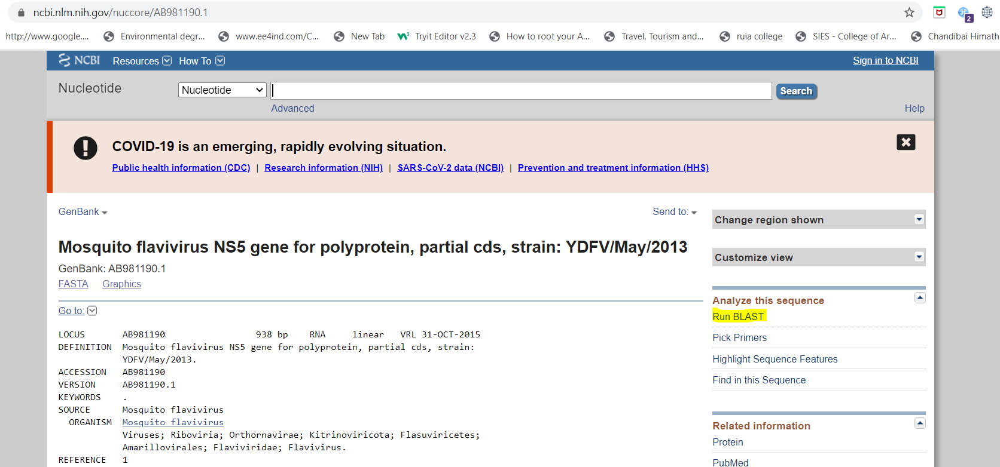 ncbi.nlm.nih.gov/nuccore/AB981190.1
2
http://www.google.... Environmental degr... www.ee4ind.com/C... New Tab Tryit Editor v2.3 How to root your A... Travel, Tourism and... ruia college SIES - College of Ar... Chandibai Himath
NCBI Resources How To Sign in to NCBI
Nucleotide Nucleotide Search
Advanced Help
COVID-19 is an emerging, rapidly evolving situation.
Public health information (CDC) | Research information (NIH) | SARS-CoV-2 data (NCBI) | Prevention and treatment information (HHS)
GenBank Send to:
Mosquito flavivirus NS5 gene for polyprotein, partial cds, strain: YDFV/May/2013
GenBank: AB981190.1
FASTA Graphics
Go to:
LOCUS AB981190 938 bp RNA linear VRL 31-OCT-2015
DEFINITION Mosquito flavivirus NS5 gene for polyprotein, partial cds, strain:
YDFV/May/2013.
ACCESSION AB981190
VERSION AB981190.1
KEYWORDS .
SOURCE Mosquito flavivirus
ORGANISM Mosquito flavivirus
Viruses; Riboviria; Orthornavirae; Kitrinoviricota; Flasuviricetes;
Amarillovirales; Flaviviridae; Flavivirus.
REFERENCE 1
Change region shown
Customize view
Analyze this sequence
Run BLAST
Pick Primers
Highlight Sequence Features
Find in this Sequence
Related information
Protein
PubMed